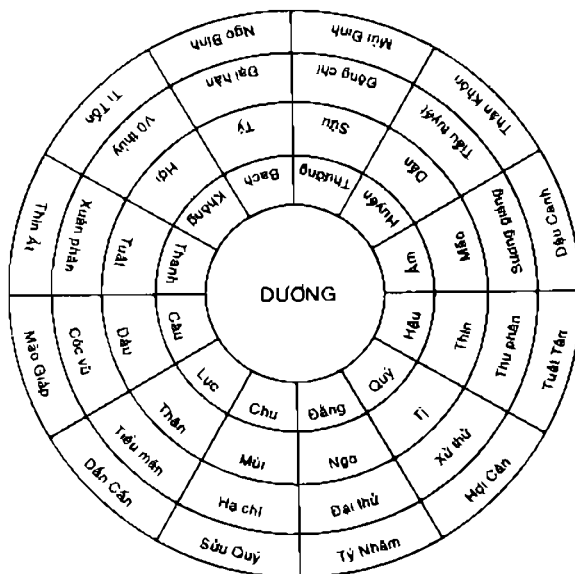 Ngọ Bính
Mùi Đinh
Thân Khôn
Dậu Canh
Tuất Tân
Hợi Càn
Tý Nhâm
Sửu Quý
Dần Cấn
Mão Giáp
Thìn Ất
Tị Tốn
Đại hàn
Đông chí
Tiểu tuyết
Sương giáng
Thu phân
Xử thử
Đại thử
Hạ chí
Tiểu mãn
Cốc vũ
Xuân phân
Vũ thủy
Tý
Sửu
Dần
Mão
Thìn
Tị
Ngọ
Mùi
Thân
Dậu
Tuất
Hợi
Bạch
Thường
Huyền
Âm
Hậu
Quý
Đằng
Chu
Lục
Câu
Thanh
Không
DƯƠNG